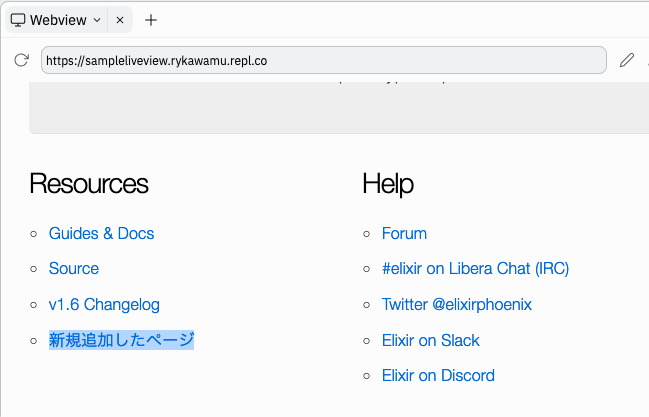 Webview
https://sampleliveview.rykawamu.repl.co
Resources
Guides & Docs
Source
v1.6 Changelog
新規追加したページ
Help
Forum
#elixir on Libera Chat (IRC)
Twitter @elixirphoenix
Elixir on Slack
Elixir on Discord